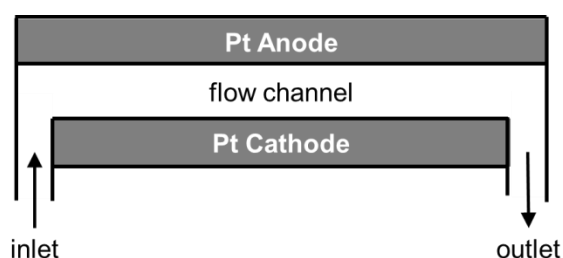 Pt Anode
flow channel
Pt Cathode
inlet
outlet